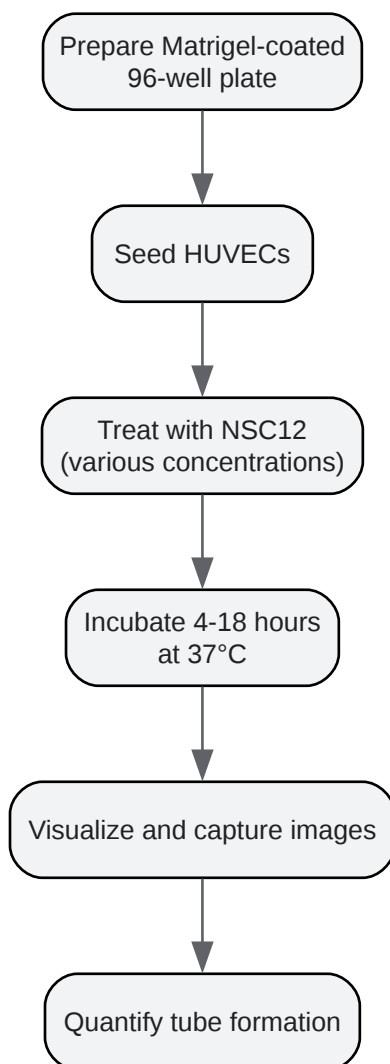 Prepare Matrigel-coated
96-well plate
Seed HUVECs
Treat with NSC12
(various concentrations)
Incubate 4-18 hours
at 37°C
Visualize and capture images
Quantify tube formation